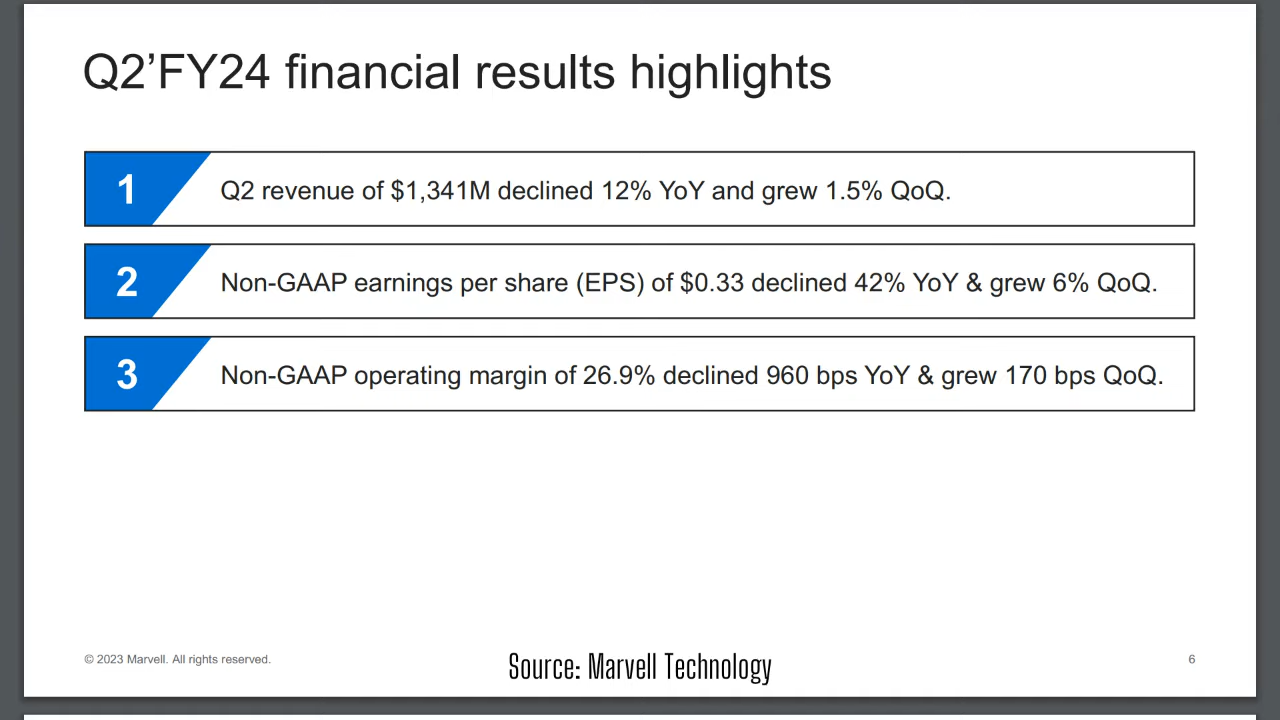 Q2’FY24 financial results highlights
1
Q2 revenue of $1,341M declined 12% YoY and grew 1.5% QoQ.
2
Non-GAAP earnings per share (EPS) of $0.33 declined 42% YoY & grew 6% QoQ.
3
Non-GAAP operating margin of 26.9% declined 960 bps YoY & grew 170 bps QoQ.
© 2023 Marvell. All rights reserved.
Source: Marvell Technology
6